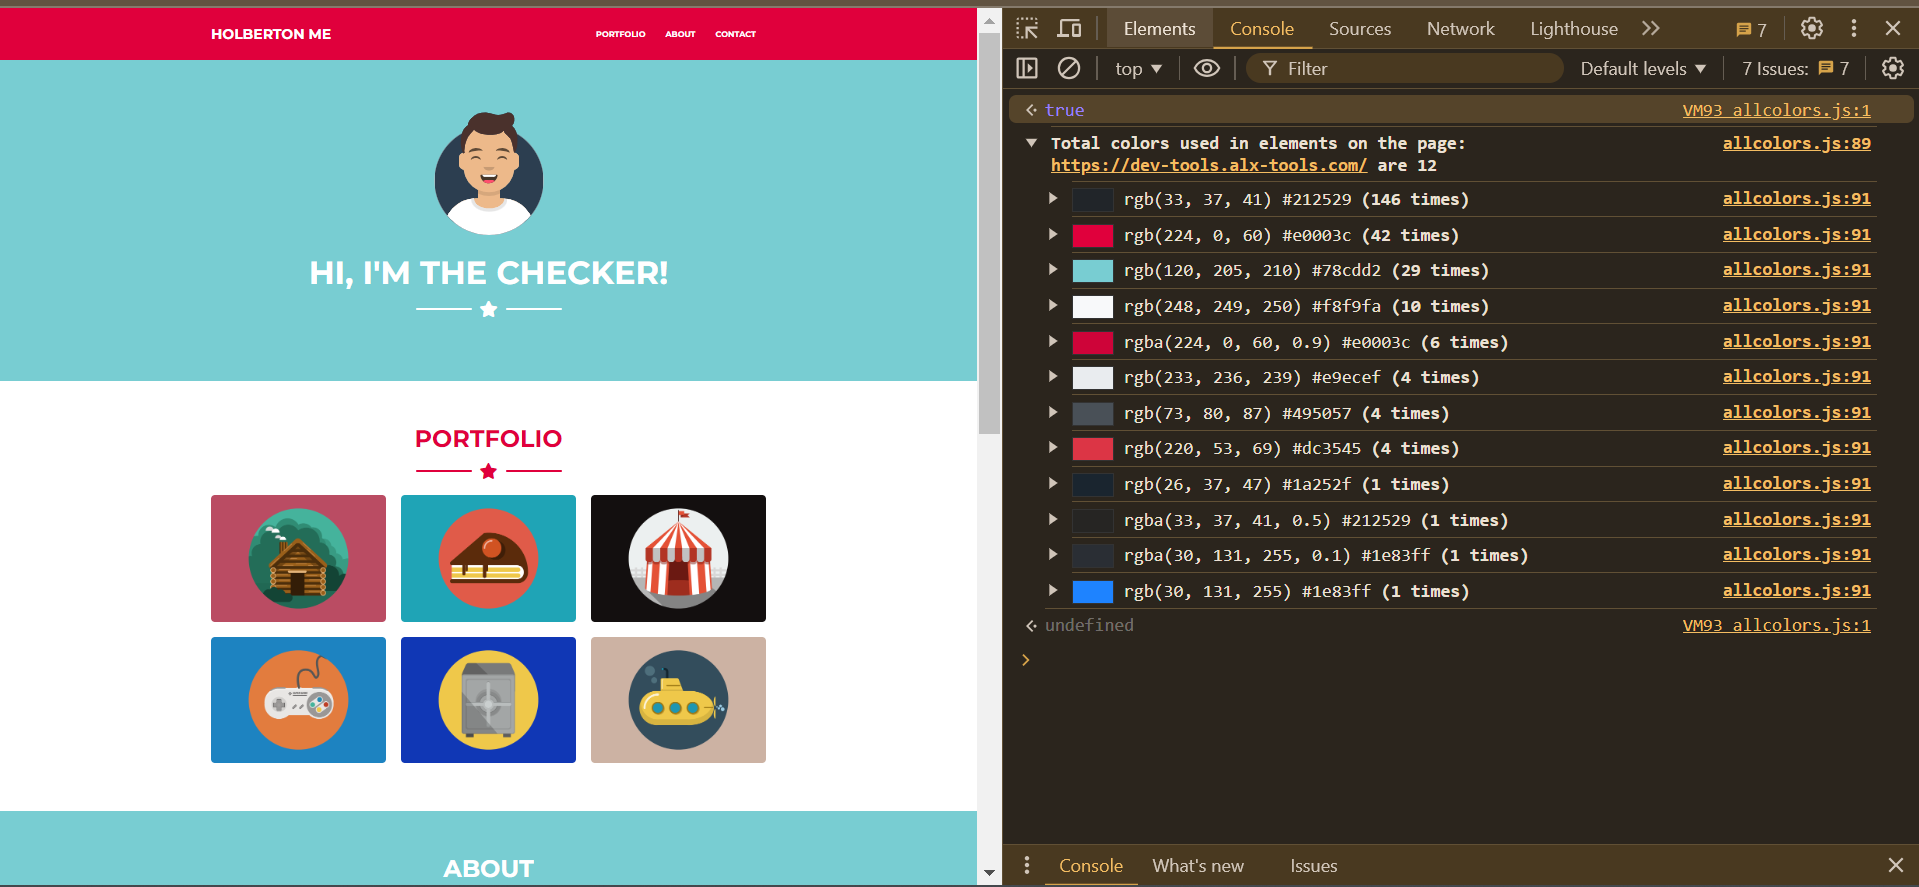 HOLBERTON ME
PORTFOLIO ABOUT CONTACT
HI, I'M THE CHECKER!
PORTFOLIO
ABOUT
Elements Console Sources Network Lighthouse 7
top Filter Default levels 7 Issues: 7
true VM93 allcolors.js:1
Total colors used in elements on the page: allcolors.js:89
https://dev-tools.alx-tools.com/ are 12
rgb(33, 37, 41) #212529 (146 times) allcolors.js:91
rgb(224, 0, 60) #e0003c (42 times) allcolors.js:91
rgb(120, 205, 210) #78cdd2 (29 times) allcolors.js:91
rgb(248, 249, 250) #f8f9fa (10 times) allcolors.js:91
rgba(224, 0, 60, 0.9) #e0003c (6 times) allcolors.js:91
rgb(233, 236, 239) #e9ecef (4 times) allcolors.js:91
rgb(73, 80, 87) #495057 (4 times) allcolors.js:91
rgb(220, 53, 69) #dc3545 (4 times) allcolors.js:91
rgb(26, 37, 47) #1a252f (1 times) allcolors.js:91
rgba(33, 37, 41, 0.5) #212529 (1 times) allcolors.js:91
rgba(30, 131, 255, 0.1) #1e83ff (1 times) allcolors.js:91
rgb(30, 131, 255) #1e83ff (1 times) allcolors.js:91
undefined VM93 allcolors.js:1
Console What's new Issues